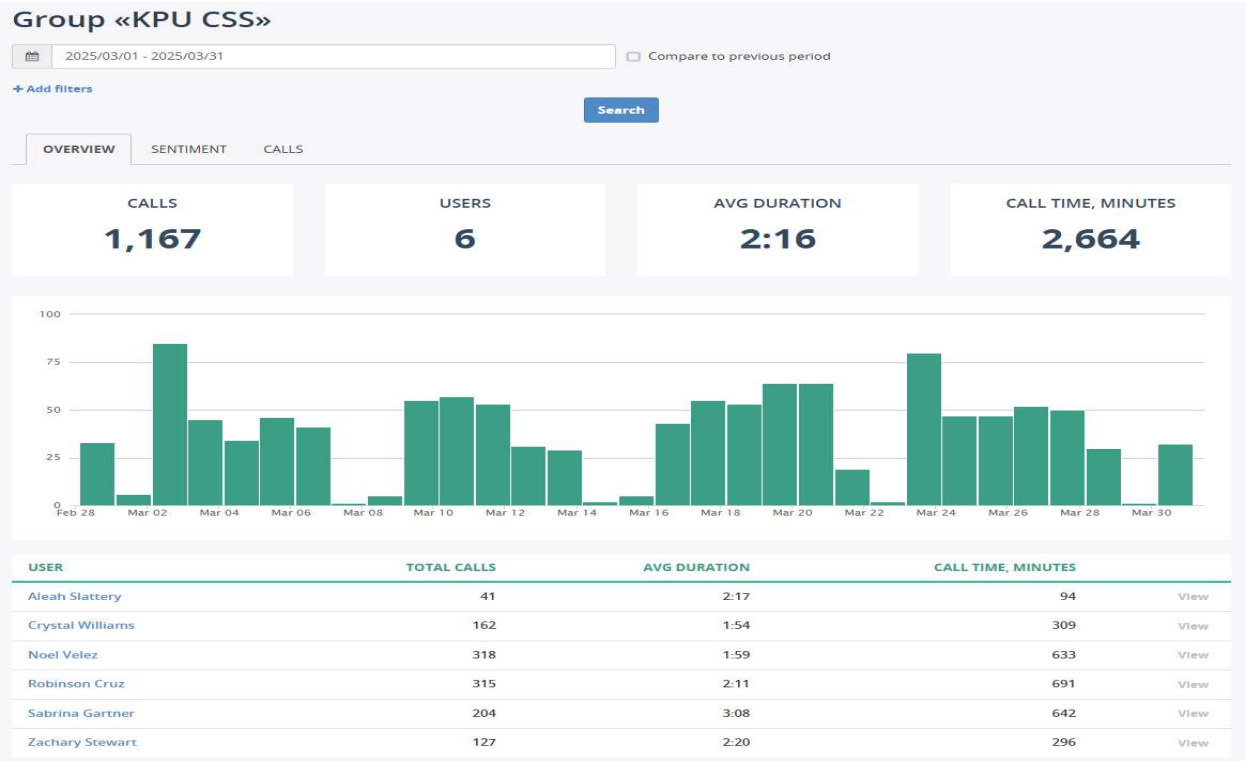 Group «KPU CSS»
2025/03/01 - 2025/03/31
Compare to previous period
+ Add filters
Search
OVERVIEW SENTIMENT CALLS
CALLS USERS AVG DURATION CALL TIME, MINUTES
1,167 6 2:16 2,664
100
75
50
25
0
Feb 28 Mar 02 Mar 04 Mar 06 Mar 08 Mar 10 Mar 12 Mar 14 Mar 16 Mar 18 Mar 20 Mar 22 Mar 24 Mar 26 Mar 28 Mar 30
USER TOTAL CALLS AVG DURATION CALL TIME, MINUTES
Aleah Slattery 41 2:17 94 View
Crystal Williams 162 1:54 309 View
Noel Velez 318 1:59 633 View
Robinson Cruz 315 2:11 691 View
Sabrina Gartner 204 3:08 642 View
Zachary Stewart 127 2:20 296 View